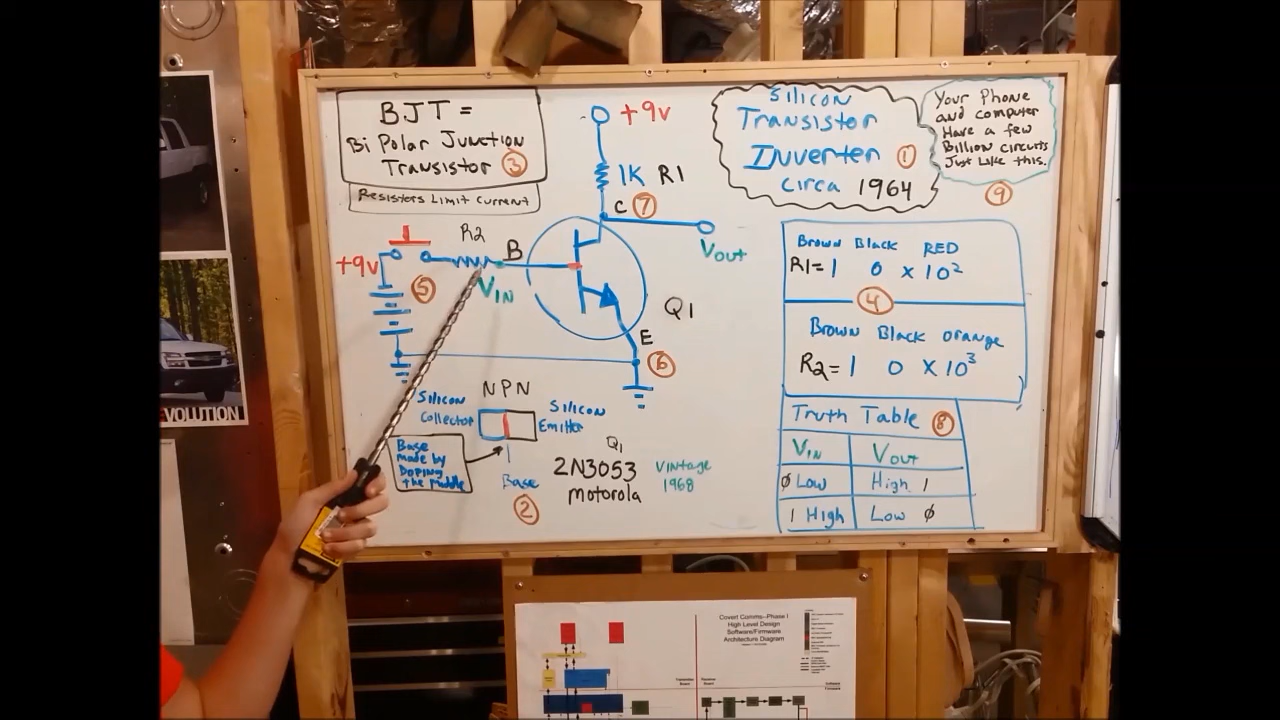 BJT =
Bi Polar Junction
Transistor ③
Resistors Limit Current
+9v
1K R1
C ⑦
Vout
R2
B
+9v
⑤
VIN
Q1
E
⑥
Silicon
Transistor
Inverter ①
circa 1964
Your Phone
and computer
Have a few
Billion circuits
Just Like this.
⑨
Brown Black RED
R1= 1 0 x 10²
④
Brown Black orange
R2= 1 0 x 10³
Truth Table ⑧
VIN Vout
Ø Low High 1
1 High Low Ø
NPN
Silicon
Collector
Silicon
Emitter
Base
made by
Doping
the middle
Base
②
Q1
2N3053
motorola
Vintage
1968
VOLUTION
Covert Comms–Phase I
High Level Design
Software/Firmware
Architecture Diagram